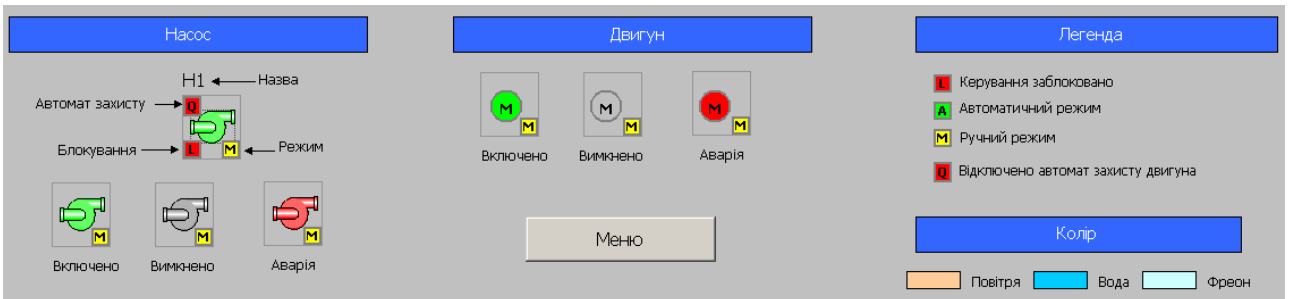 Насос
Н1
Назва
Автомат захисту
Q
Блокування
L
M
Режим
M
M
M
Включено
Вимкнено
Аварія
Двигун
M
M
M
M
M
M
Включено
Вимкнено
Аварія
Меню
Легенда
L Керування заблоковано
A Автоматичний режим
M Ручний режим
Q Відключено автомат захисту двигуна
Колір
Повітря
Вода
Фреон